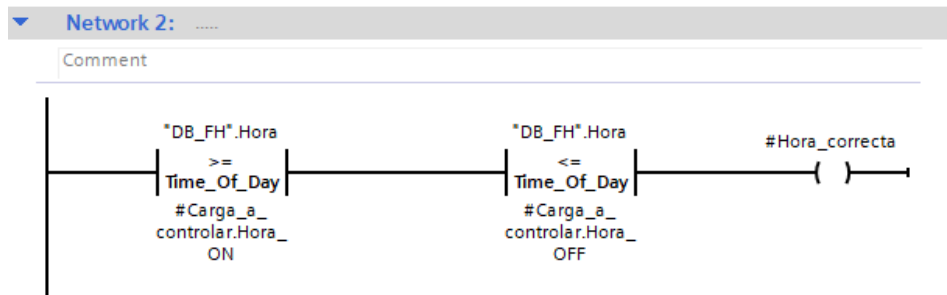 Network 2: .....
Comment
"DB_FH".Hora
>=
Time_Of_Day
#Carga_a_
controlar.Hora_
ON
"DB_FH".Hora
<=
Time_Of_Day
#Carga_a_
controlar.Hora_
OFF
#Hora_correcta